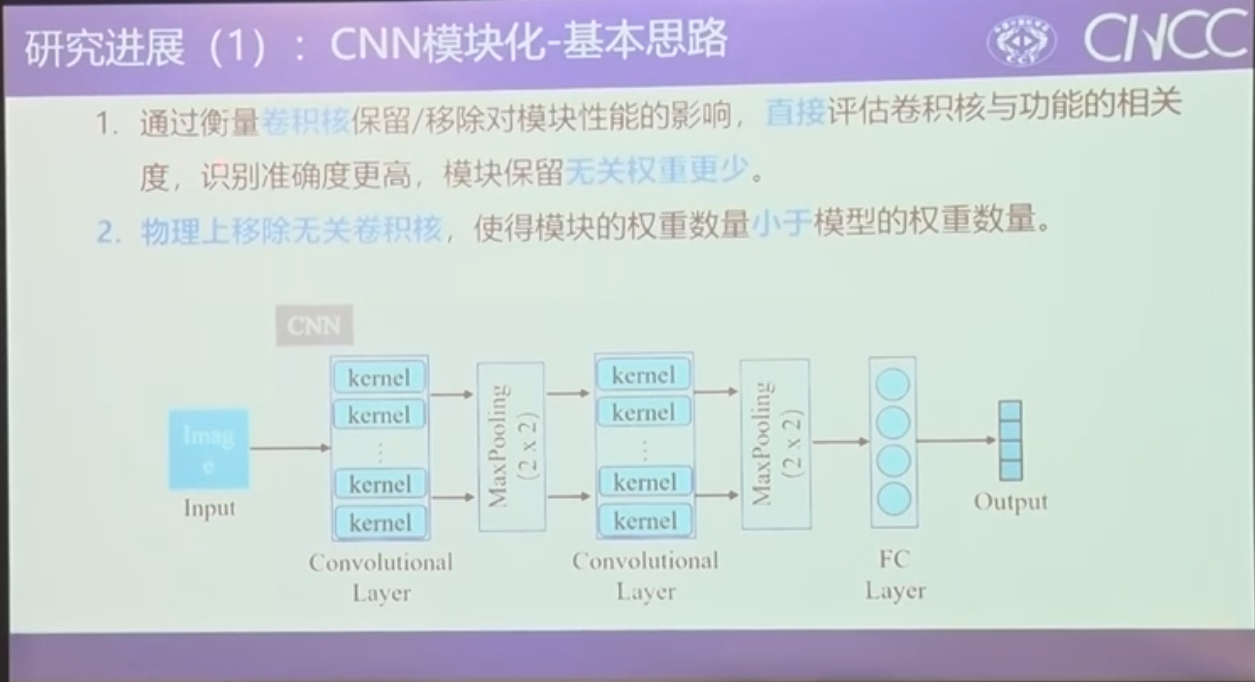 研究进展（1）：CNN模块化-基本思路
CNCC
CCF
1. 通过衡量卷积核保留/移除对模块性能的影响，直接评估卷积核与功能的相关
度，识别准确度更高，模块保留无关权重更少。
2. 物理上移除无关卷积核，使得模块的权重数量小于模型的权重数量。
CNN
Imag
e
Input
kernel
kernel
⋮
kernel
kernel
Convolutional
Layer
MaxPooling
(2 x 2)
kernel
kernel
⋮
kernel
kernel
Convolutional
Layer
MaxPooling
(2 x 2)
FC
Layer
Output